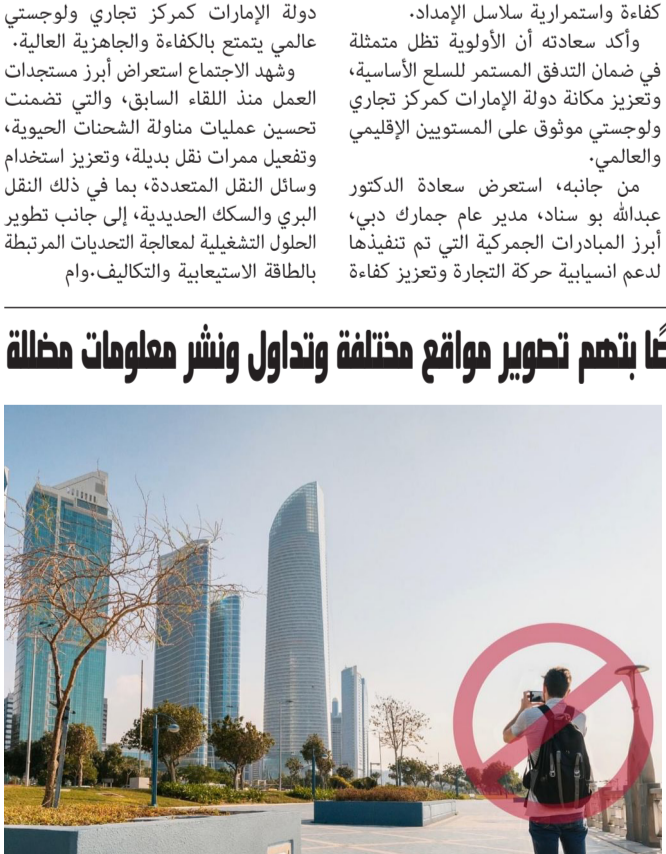 كفاءة واستمرارية سلاسل الإمداد.
وأكد سعادته أن الأولوية تظل متمثلة
في ضمان التدفق المستمر للسلع الأساسية،
وتعزيز مكانة دولة الإمارات كمركز تجاري
ولوجستي موثوق على المستويين الإقليمي
والعالمي.
من جانبه، استعرض سعادة الدكتور
عبدالله بو سناد، مدير عام جمارك دبي،
أبرز المبادرات الجمركية التي تم تنفيذها
لدعم انسيابية حركة التجارة وتعزيز كفاءة
دولة الإمارات كمركز تجاري ولوجستي
عالمي يتمتع بالكفاءة والجاهزية العالية.
وشهد الاجتماع استعراض أبرز مستجدات
العمل منذ اللقاء السابق، والتي تضمنت
تحسين عمليات مناولة الشحنات الحيوية،
وتفعيل ممرات نقل بديلة، وتعزيز استخدام
وسائل النقل المتعددة، بما في ذلك النقل
البري والسكك الحديدية، إلى جانب تطوير
الحلول التشغيلية لمعالجة التحديات المرتبطة
بالطاقة الاستيعابية والتكاليف.وام
بتهم تصوير مواقع مختلفة وتداول ونشر معلومات مضللة